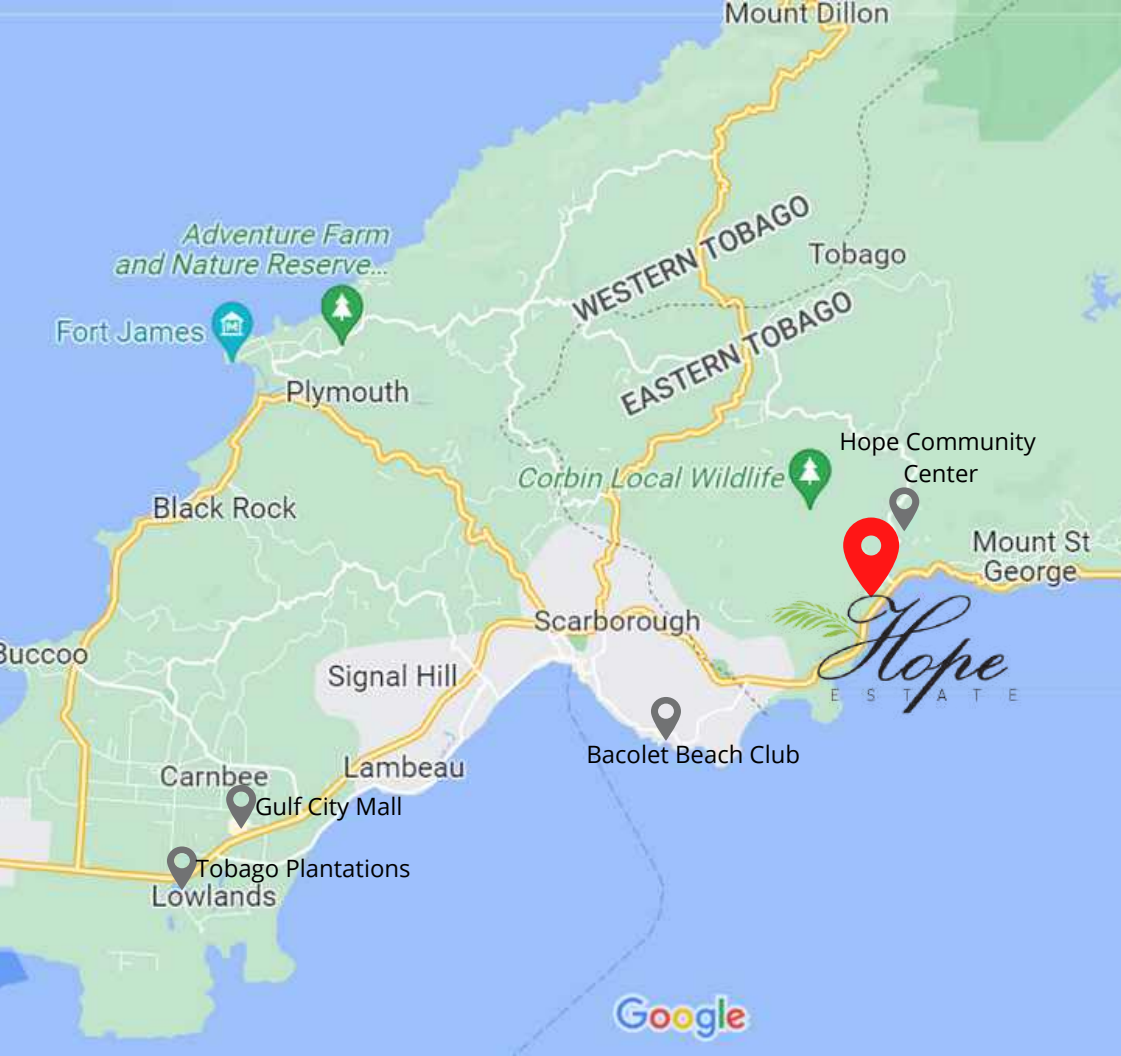 Mount Dillon
WESTERN TOBAGO
Tobago
Adventure Farm
and Nature Reserve...
Fort James
EASTERN TOBAGO
Plymouth
Hope Community
Center
Corbin Local Wildlife
Black Rock
Mount St
George
Scarborough
Hope
ESTATE
Buccoo
Signal Hill
Bacolet Beach Club
Carnbee
Lambeau
Gulf City Mall
Tobago Plantations
Lowlands
Google